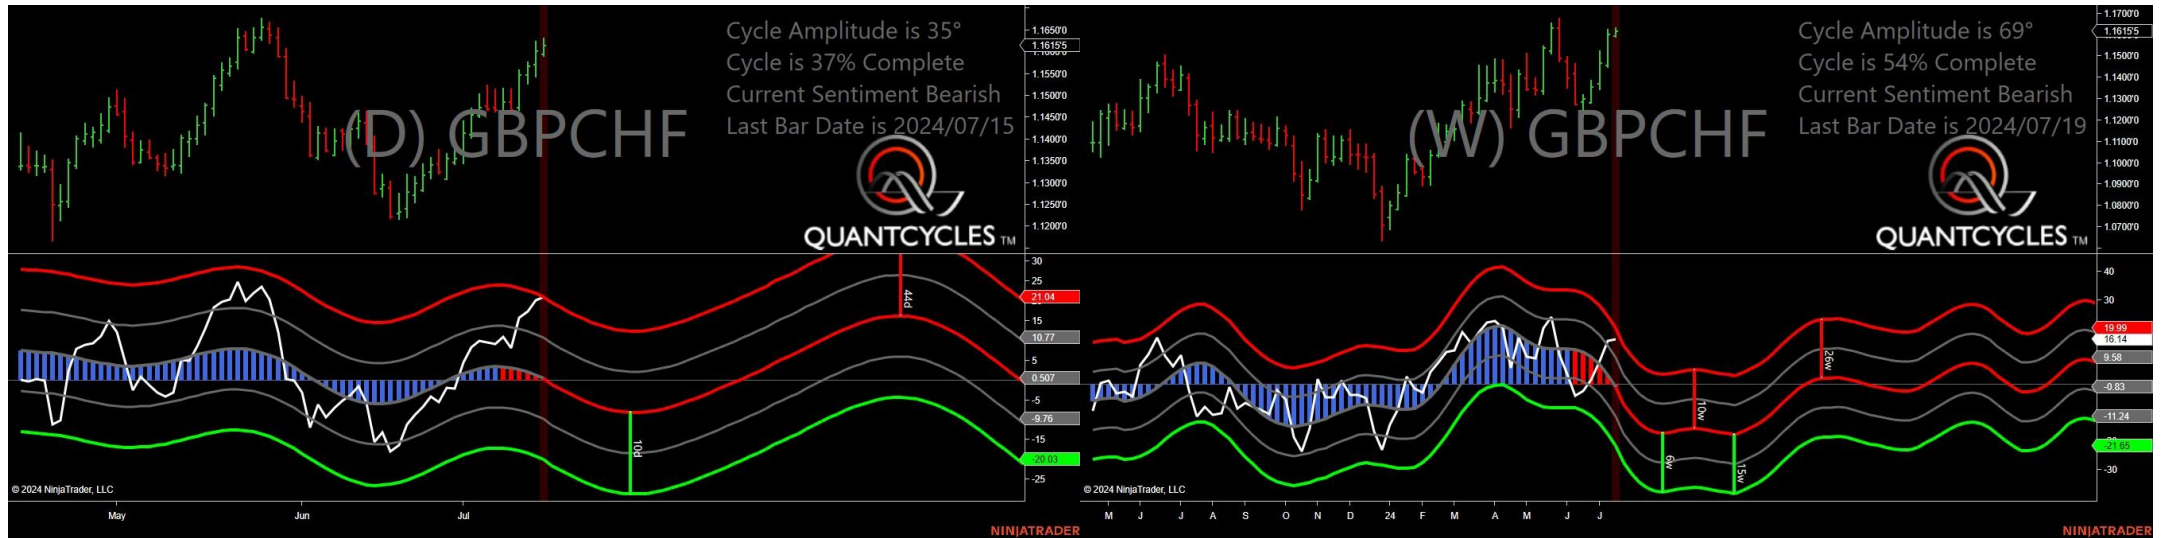 Cycle Amplitude is 35°
Cycle is 37% Complete
Current Sentiment Bearish
Last Bar Date is 2024/07/15
(D) GBPCHF
QUANTCYCLES TM
1.1650'0
1.1615'5
1.1550'0
1.1500'0
1.1450'0
1.1400'0
1.1350'0
1.1300'0
1.1250'0
1.1200'0
30
25
21.04
15
10.77
5
0.507
-5
-9.76
-15
-20.03
-25
44d
10d
© 2024 NinjaTrader, LLC
May Jun Jul
NINJATRADER
Cycle Amplitude is 69°
Cycle is 54% Complete
Current Sentiment Bearish
Last Bar Date is 2024/07/19
(W) GBPCHF
QUANTCYCLES TM
1.1700'0
1.1615'5
1.1500'0
1.1400'0
1.1300'0
1.1200'0
1.1100'0
1.1000'0
1.0900'0
1.0800'0
1.0700'0
40
30
19.99
16.14
9.58
-0.83
-11.24
-21.65
-30
26w
10w
6w
15w
© 2024 NinjaTrader, LLC
M J J A S O N D 24 F M A M J J
NINJATRADER